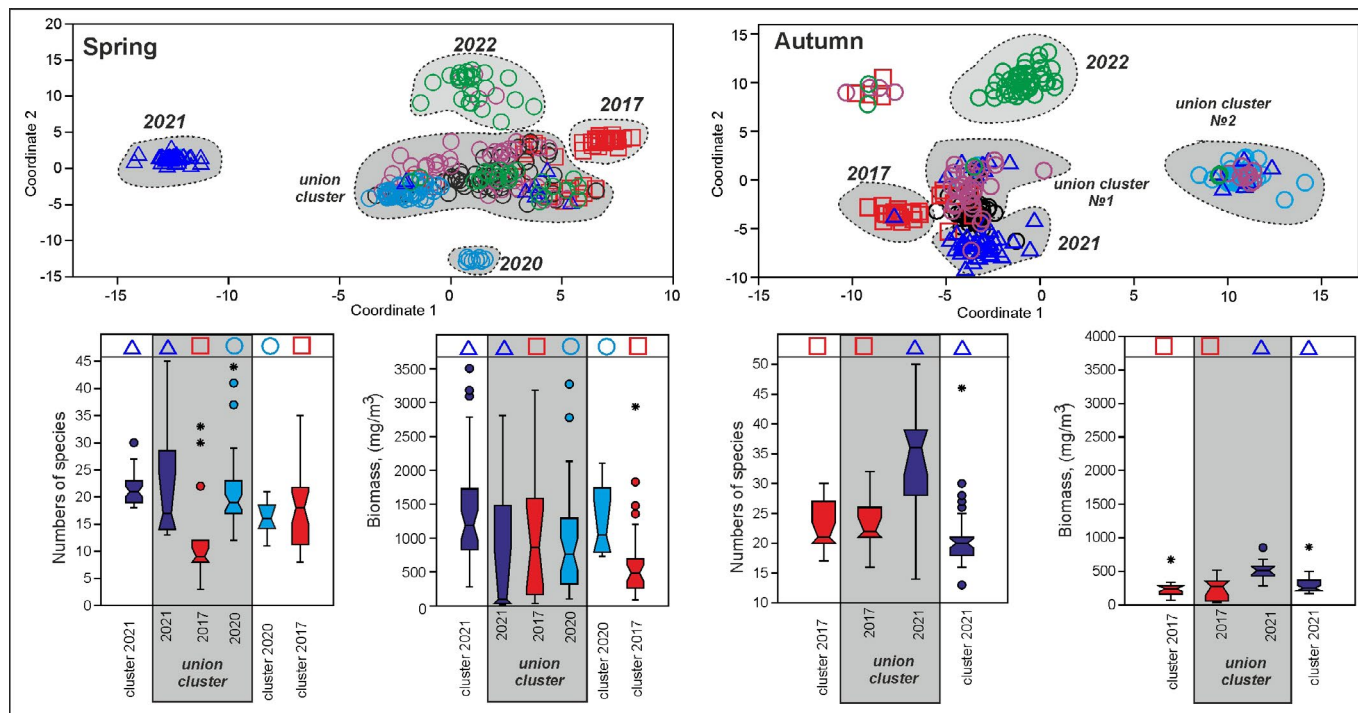 Spring
2022
2017
2021
union
cluster
2020
Coordinate 2
20
15
10
5
0
-5
-10
-15
-15
-10
-5
0
5
10
Coordinate 1
Autumn
2022
union cluster
№2
2017
union cluster
№1
2021
Coordinate 2
15
10
5
0
-5
-10
-10
-5
0
5
10
15
Coordinate 1
Numbers of species
45
40
35
30
25
20
15
10
5
0
cluster 2021
2021
2017
2020
cluster 2020
cluster 2017
union
cluster
Biomass, (mg/m³)
3500
3000
2500
2000
1500
1000
500
0
cluster 2021
2021
2017
2020
cluster 2020
cluster 2017
union
cluster
Numbers of species
50
45
40
35
30
25
20
15
10
cluster 2017
2017
2021
cluster 2021
union
cluster
Biomass, (mg/m³)
4000
3500
3000
2500
2000
1500
1000
500
0
cluster 2017
2017
2021
cluster 2021
union
cluster